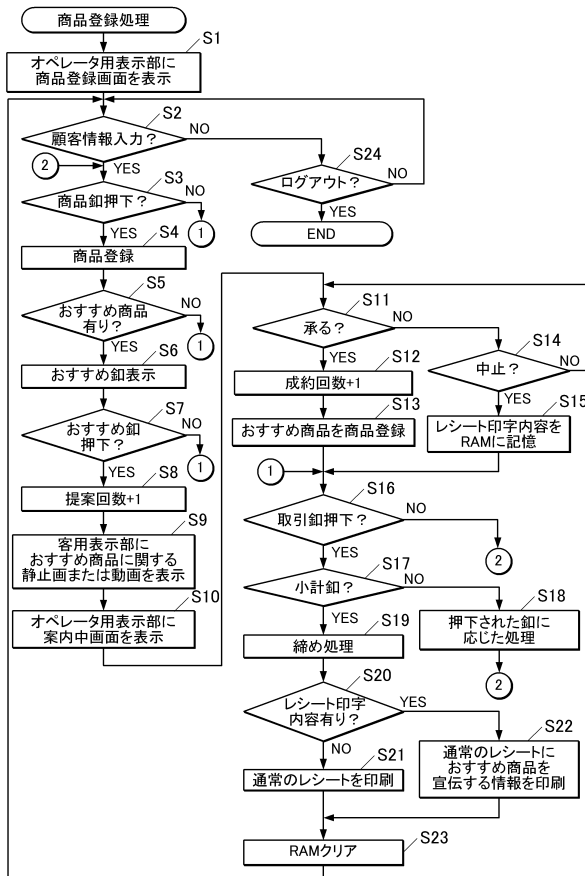 商品登録処理
S1
オペレータ用表示部に
商品登録画面を表示
S2
顧客情報入力？
NO
YES
2
S24
ログアウト？
NO
YES
END
S3
商品釦押下？
NO
1
YES
S4
商品登録
S5
おすすめ商品
有り？
NO
1
YES
S6
おすすめ釦表示
S7
おすすめ釦
押下？
NO
1
YES
S8
提案回数+1
S9
客用表示部に
おすすめ商品に関する
静止画または動画を表示
S10
オペレータ用表示部に
案内中画面を表示
S11
承る？
NO
YES
S12
成約回数+1
S13
おすすめ商品を商品登録
S14
中止？
YES
S15
レシート印字内容を
RAMに記憶
1
S16
取引釦押下？
NO
2
YES
S17
小計釦？
NO
YES
S18
押下された釦に
応じた処理
2
S19
締め処理
S20
レシート印字
内容有り？
YES
NO
S21
通常のレシートを印刷
S22
通常のレシートに
おすすめ商品を
宣伝する情報を印刷
S23
RAMクリア